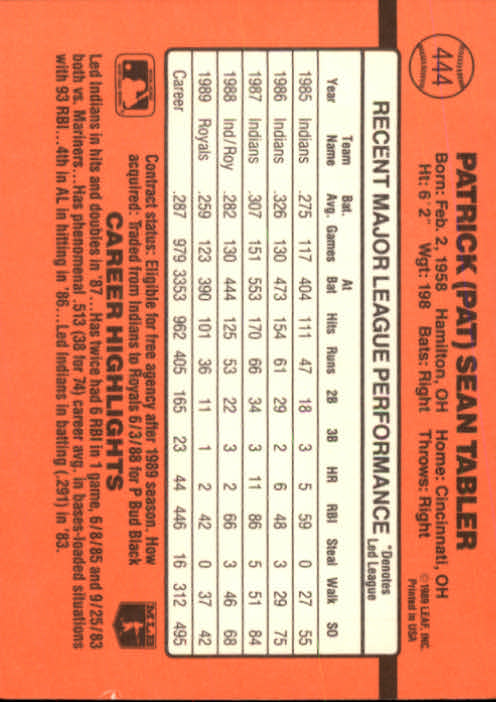 444
PATRICK (PAT) SEAN TABLER
Born: Feb. 2, 1958 Hamilton, OH Home: Cincinnati, OH
Ht: 6' 2" Wgt: 198 Bats: Right Throws: Right
© 1989 LEAF, INC.
Printed in USA
RECENT MAJOR LEAGUE PERFORMANCE *Denotes Led League
Year Team Name Bat. Avg. Games At Bat Hits Runs 2B 3B HR RBI Steal Walk SO
1985 Indians .275 117 404 111 47 18 3 5 59 0 27 55
1986 Indians .326 130 473 154 61 29 2 6 48 3 29 75
1987 Indians .307 151 553 170 66 34 3 11 86 5 51 84
1988 Ind/Roy .282 130 444 125 53 22 3 2 66 3 46 68
1989 Royals .259 123 390 101 36 11 1 2 42 0 37 42
Career .287 979 3353 962 405 165 23 44 446 16 312 495
Contract status: Eligible for free agency after 1989 season. How
acquired: Traded from Indians to Royals 6/3/88 for P Bud Black
MLB
CAREER HIGHLIGHTS
Led Indians in hits and doubles in '87...Has twice had 6 RBI in 1 game, 6/8/85 and 9/25/83
both vs. Mariners...Has phenomenal .513 (38 for 74) career avg. in bases-loaded situations
with 93 RBI...4th in AL in hitting in '86...Led Indians in batting (.291) in '83.